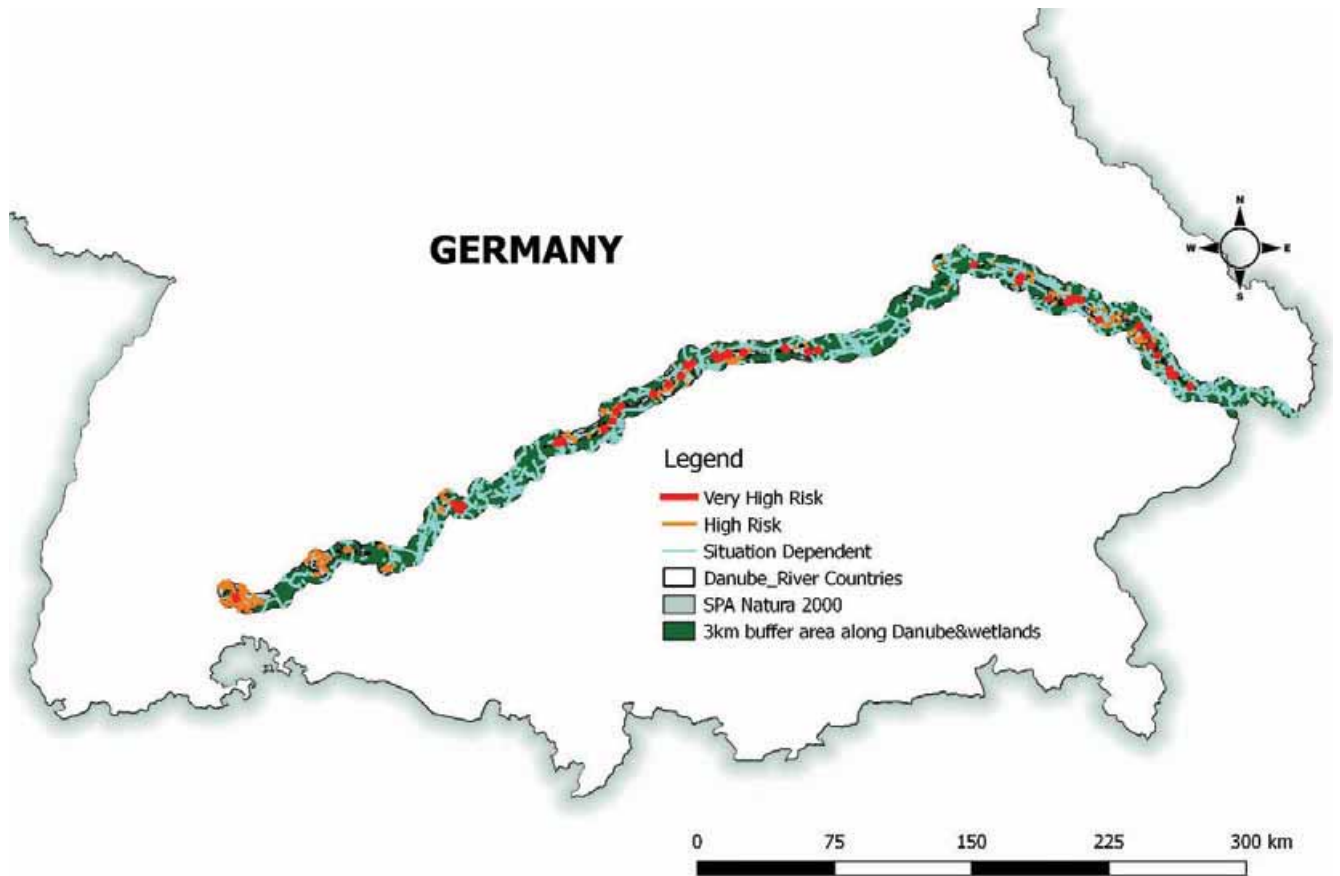 GERMANY
N
W E
S
Legend
Very High Risk
High Risk
Situation Dependent
Danube_River Countries
SPA Natura 2000
3km buffer area along Danube&wetlands
0 75 150 225 300 km